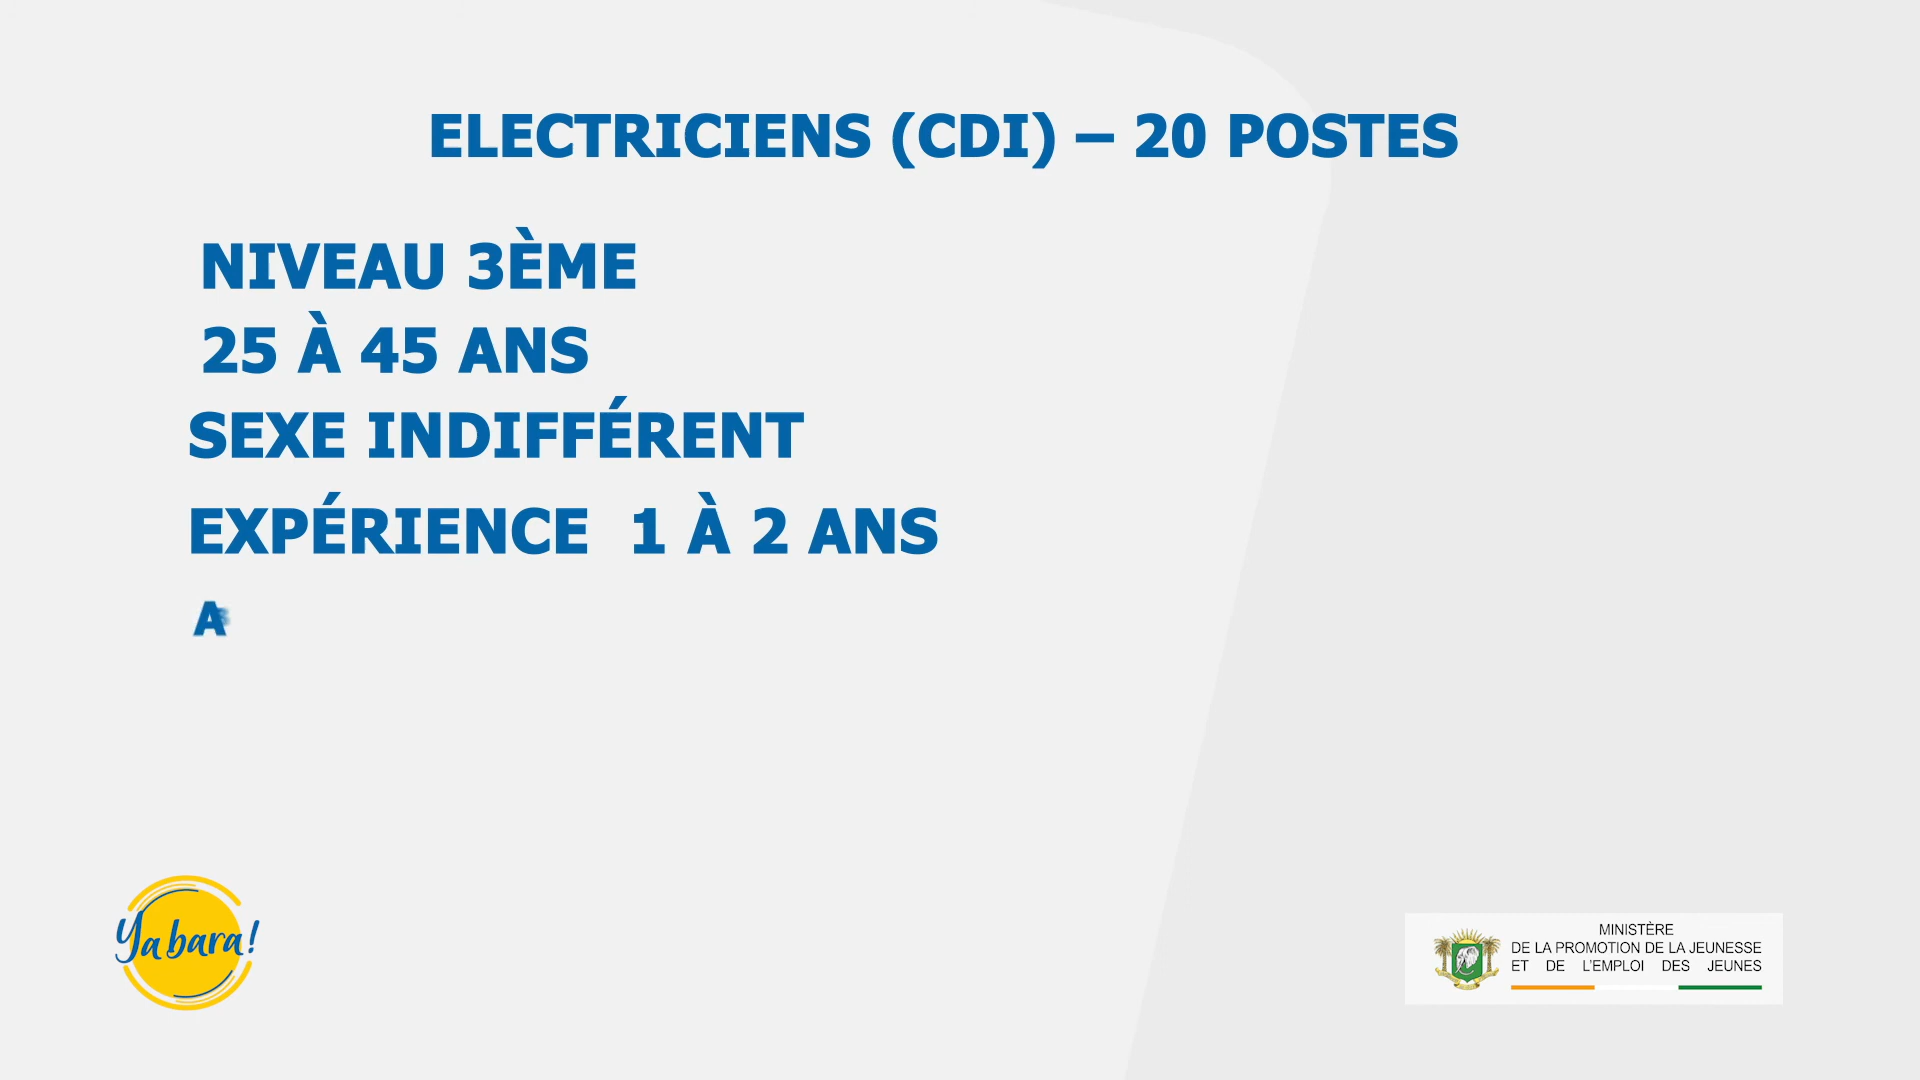 ELECTRICIENS (CDI) – 20 POSTES
NIVEAU 3ÈME
25 À 45 ANS
SEXE INDIFFÉRENT
EXPÉRIENCE 1 À 2 ANS
A
Ya bara!
MINISTÈRE
DE LA PROMOTION DE LA JEUNESSE
ET DE L'EMPLOI DES JEUNES